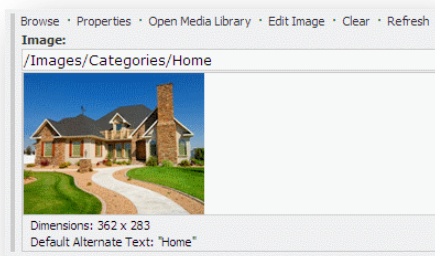 Browse · Properties · Open Media Library · Edit Image · Clear · Refresh
Image:
/Images/Categories/Home
Dimensions: 362 x 283
Default Alternate Text: "Home"